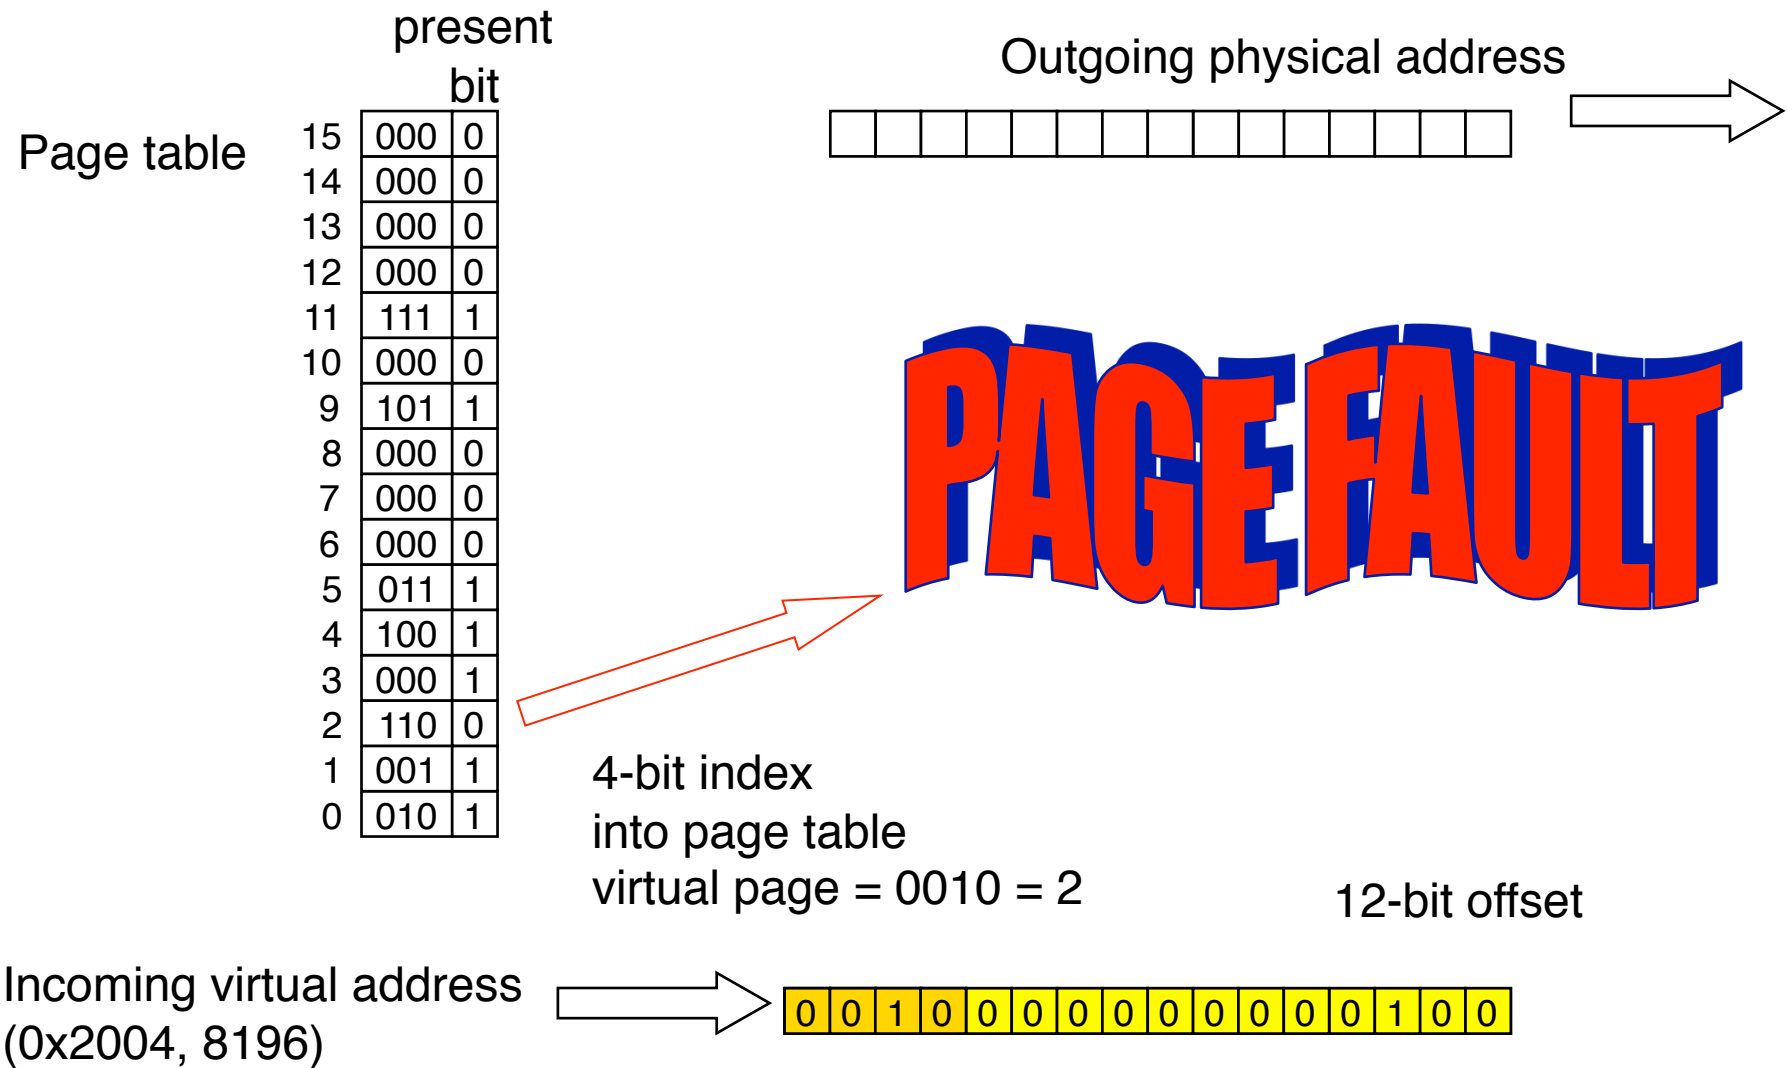 present
bit
Outgoing physical address
Page table
15 000 0
14 000 0
13 000 0
12 000 0
11 111 1
10 000 0
9 101 1
8 000 0
7 000 0
6 000 0
5 011 1
4 100 1
3 000 1
2 110 0
1 001 1
0 010 1
PAGE FAULT
4-bit index
into page table
virtual page = 0010 = 2
12-bit offset
Incoming virtual address
(0x2004, 8196)
0 0 1 0 0 0 0 0 0 0 0 0 0 1 0 0